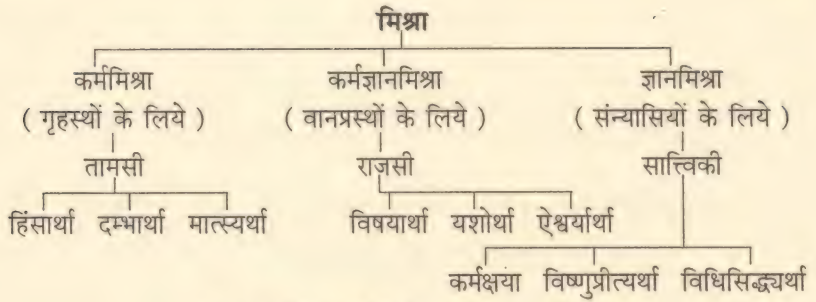 मिश्रा
कर्ममिश्रा कर्मज्ञानमिश्रा ज्ञानमिश्रा
( गृहस्थों के लिये ) ( वानप्रस्थों के लिये ) ( संन्यासियों के लिये )
तामसी राजसी सात्त्विकी
हिंसार्था दम्भार्था मात्स्यर्था विषयार्था यशोर्था ऐश्वर्यार्था
कर्मक्षया विष्णुप्रीत्यर्था विधिसिद्ध्यर्था